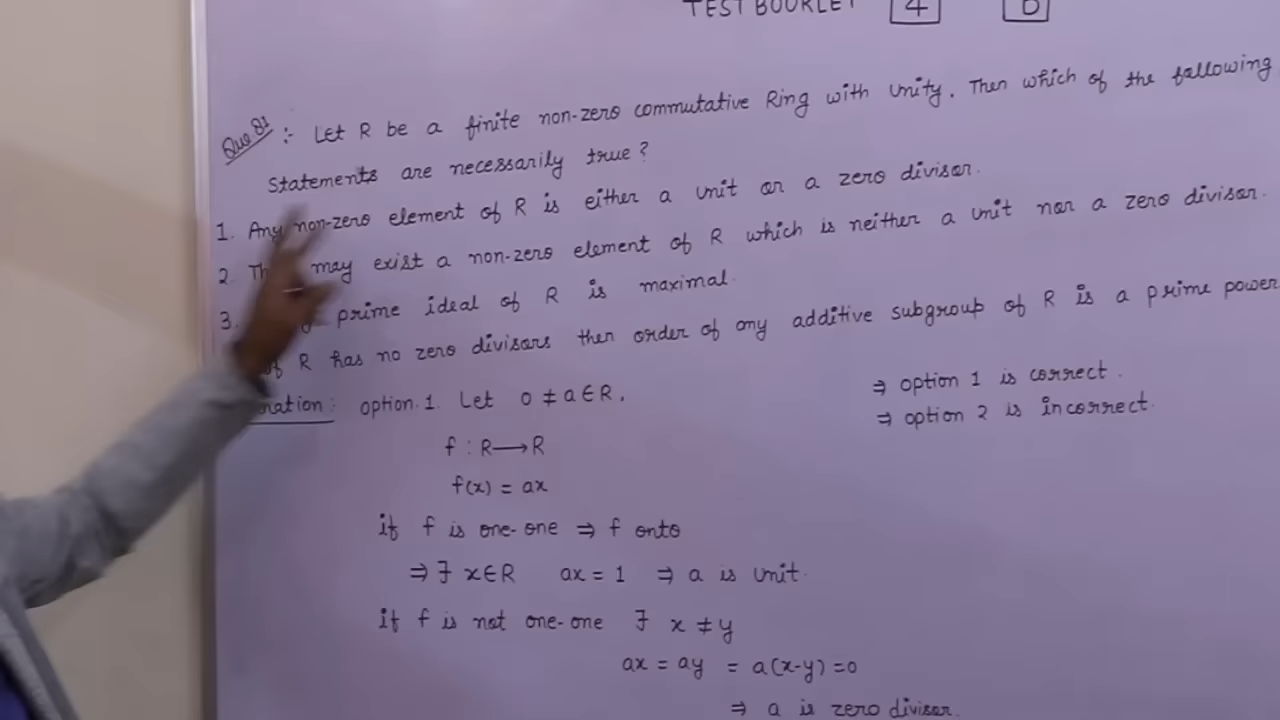 TEST BOOKLET 4 D
Que 81 :- Let R be a finite non-zero commutative Ring with Unity. Then which of the following
Statements are necessarily true?
1. Any non-zero element of R is either a unit or a zero divisor.
2. may exist a non-zero element of R which is neither a unit nor a zero divisor.
3. prime ideal of R is maximal.
R has no zero divisors then order of any additive subgroup of R is a prime power
option.1. Let 0 ≠ a ∈ R.
⇒ option 1 is correct.
⇒ option 2 is incorrect.
f : R → R
f(x) = ax
if f is one-one ⇒ f onto
⇒ ∃ x ∈ R ax = 1 ⇒ a is unit.
if f is not one-one ∃ x ≠ y
ax = ay = a(x-y) = 0
⇒ a is zero divisor.